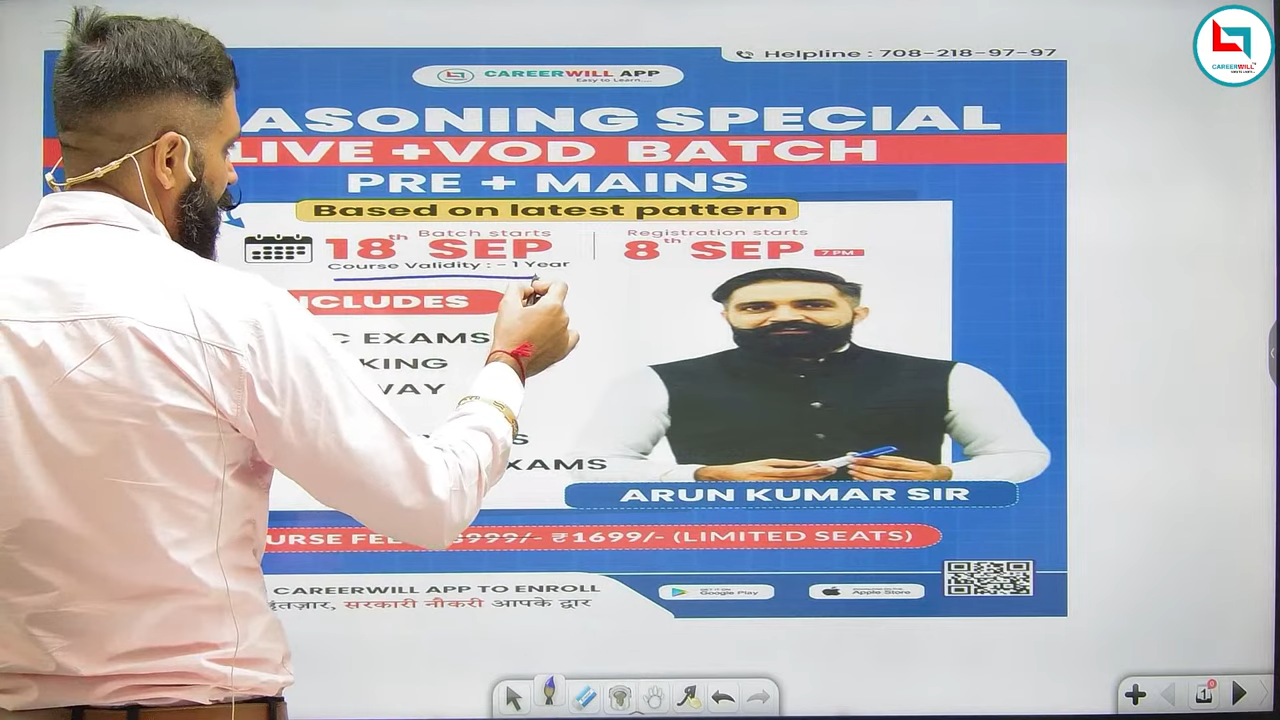 Helpline : 708-218-97-97
CAREERWILL APP
Easy to Learn....
CAREERWILL
ASONING SPECIAL
LIVE +VOD BATCH
PRE + MAINS
Based on latest pattern
Batch starts
18th SEP
Registration starts
8th SEP 7 PM
Course Validity : - 1 Year
NCLUDES
C EXAMS
KING
WAY
S
XAMS
ARUN KUMAR SIR
URSE FEE 999/- ₹1699/- (LIMITED SEATS)
CAREERWILL APP TO ENROLL
इंतज़ार, सरकारी नौकरी आपके द्वार
Google Play
Apple Store
1